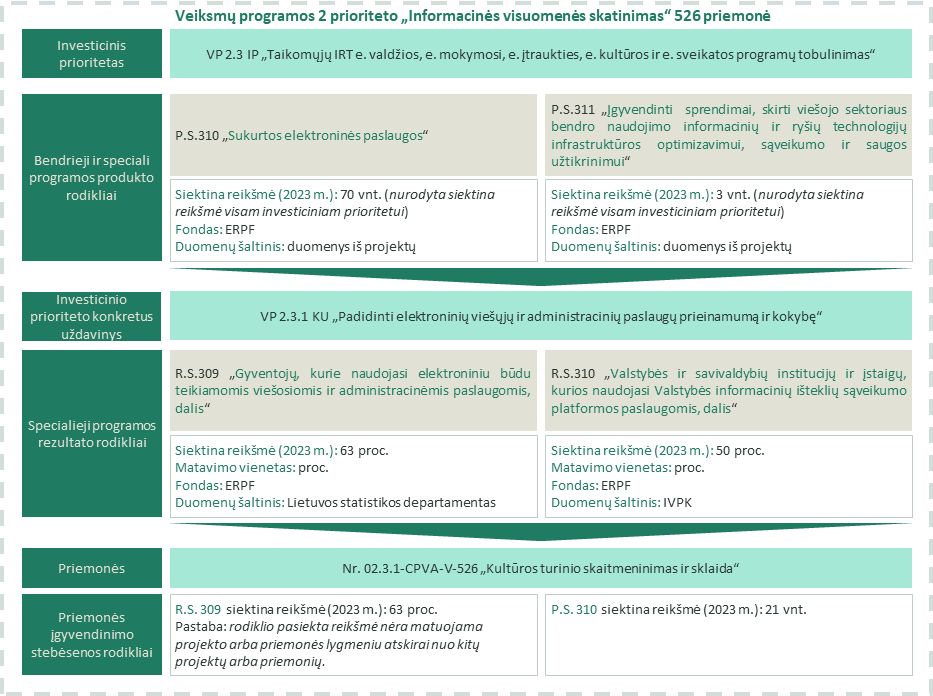 Veiksmų programos 2 prioriteto „Informacinės visuomenės skatinimas“ 526 priemonė
Investicinis
prioritetas
VP 2.3 IP „Taikomųjų IRT e. valdžios, e. mokymosi, e. įtraukties, e. kultūros ir e. sveikatos programų tobulinimas“
Bendrieji ir speciali
programos produkto
rodikliai
P.S.310 „Sukurtos elektroninės paslaugos“
P.S.311 „Įgyvendinti sprendimai, skirti viešojo sektoriaus
bendro naudojimo informacinių ir ryšių technologijų
infrastruktūros optimizavimui, sąveikumo ir saugos
užtikrinimui“
Siektina reikšmė (2023 m.): 70 vnt. (nurodyta siektina
reikšmė visam investiciniam prioritetui)
Fondas: ERPF
Duomenų šaltinis: duomenys iš projektų
Siektina reikšmė (2023 m.): 3 vnt. (nurodyta siektina
reikšmė visam investiciniam prioritetui)
Fondas: ERPF
Duomenų šaltinis: duomenys iš projektų
Investicinio
prioriteto konkretus
uždavinys
VP 2.3.1 KU „Padidinti elektroninių viešųjų ir administracinių paslaugų prieinamumą ir kokybę“
Specialieji programos
rezultato rodikliai
R.S.309 „Gyventojų, kurie naudojasi elektroniniu būdu
teikiamomis viešosiomis ir administracinėmis paslaugomis,
dalis“
R.S.310 „Valstybės ir savivaldybių institucijų ir įstaigų,
kurios naudojasi Valstybės informacinių išteklių sąveikumo
platformos paslaugomis, dalis“
Siektina reikšmė (2023 m.): 63 proc.
Matavimo vienetas: proc.
Fondas: ERPF
Duomenų šaltinis: Lietuvos statistikos departamentas
Siektina reikšmė (2023 m.): 50 proc.
Matavimo vienetas: proc.
Fondas: ERPF
Duomenų šaltinis: IVPK
Priemonės
Nr. 02.3.1-CPVA-V-526 „Kultūros turinio skaitmeninimas ir sklaida“
Priemonės
įgyvendinimo
stebėsenos rodikliai
R.S. 309 siektina reikšmė (2023 m.): 63 proc.
Pastaba: rodiklio pasiekta reikšmė nėra matuojama
projekto arba priemonės lygmeniu atskirai nuo kitų
projektų arba priemonių.
P.S. 310 siektina reikšmė (2023 m.): 21 vnt.